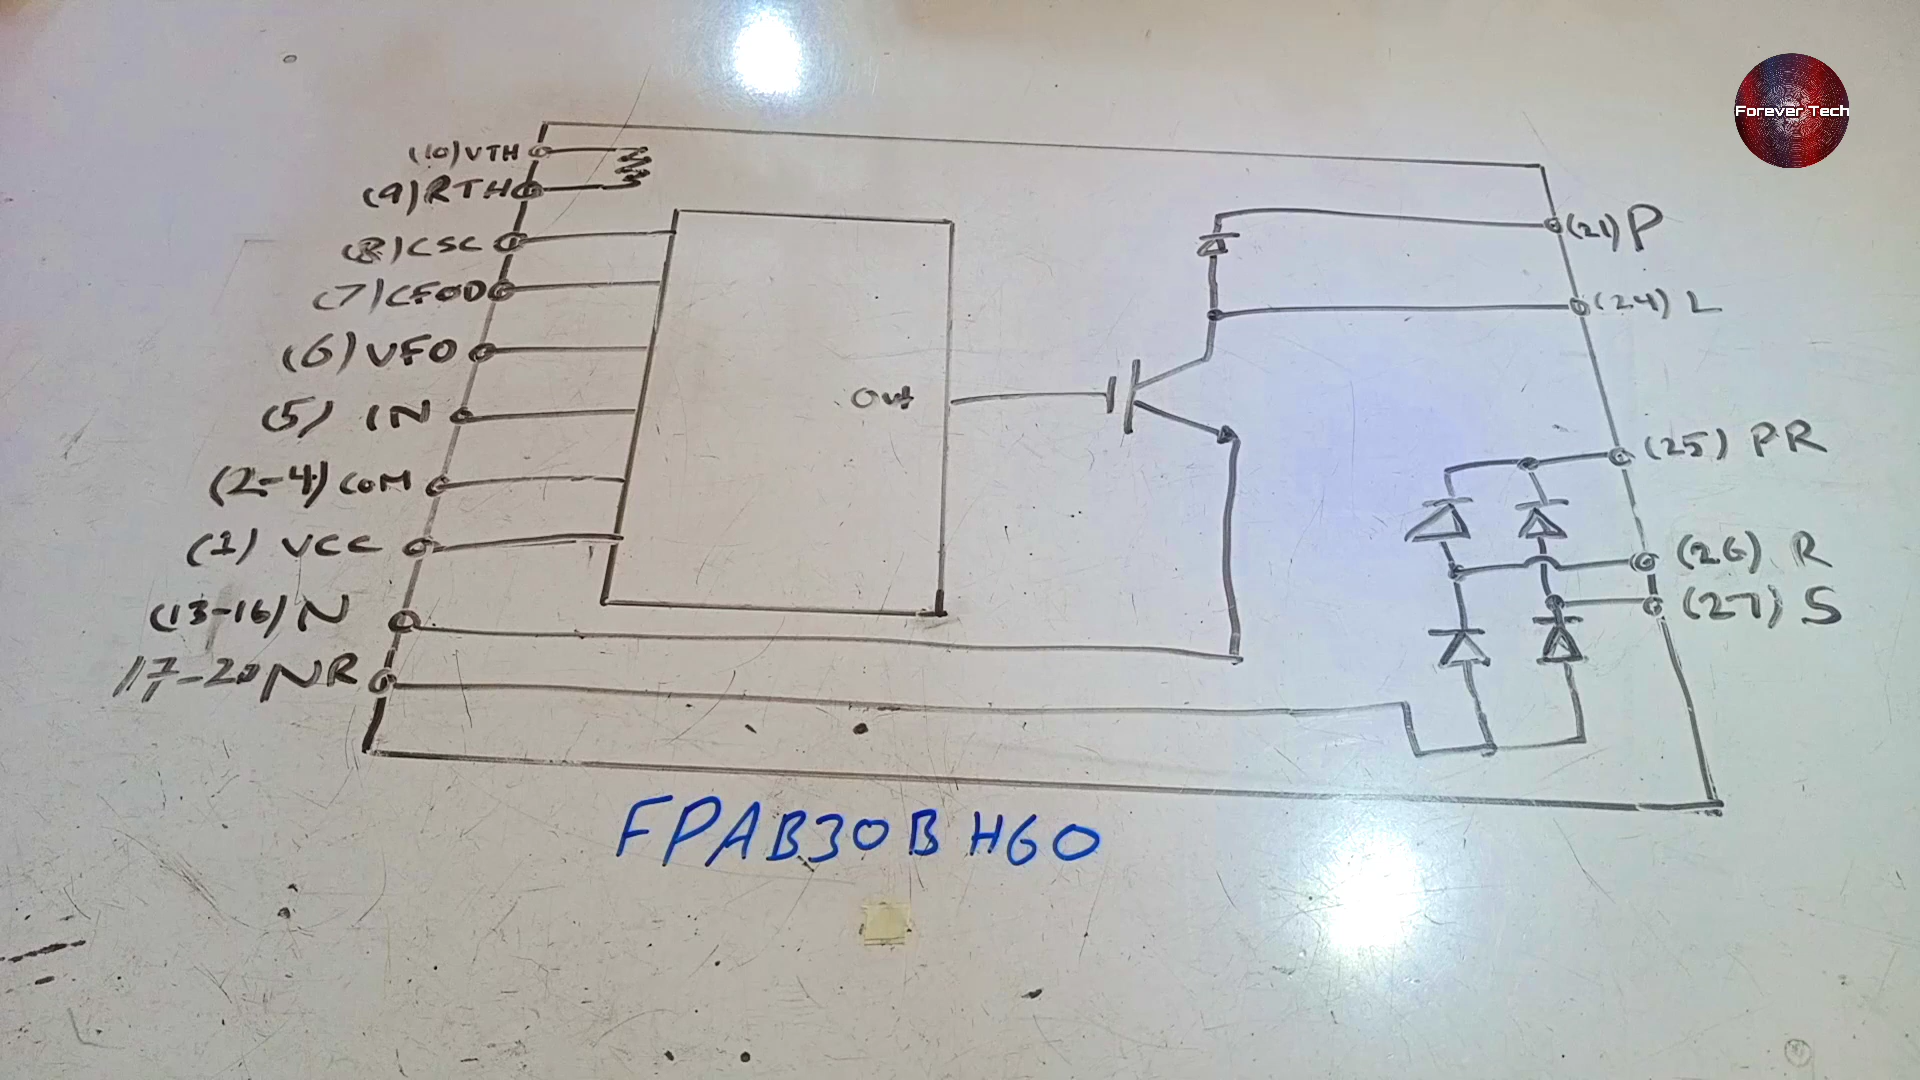 Forever Tech
(10) VTH
(9) RTH
(8) CSC
(7) CFOD
(6) VFO
(5) IN
(2-4) COM
(1) VCC
(13-16) N
17-20) NR
Out
(21) P
(24) L
(25) PR
(26) R
(27) S
FPAB30BH60